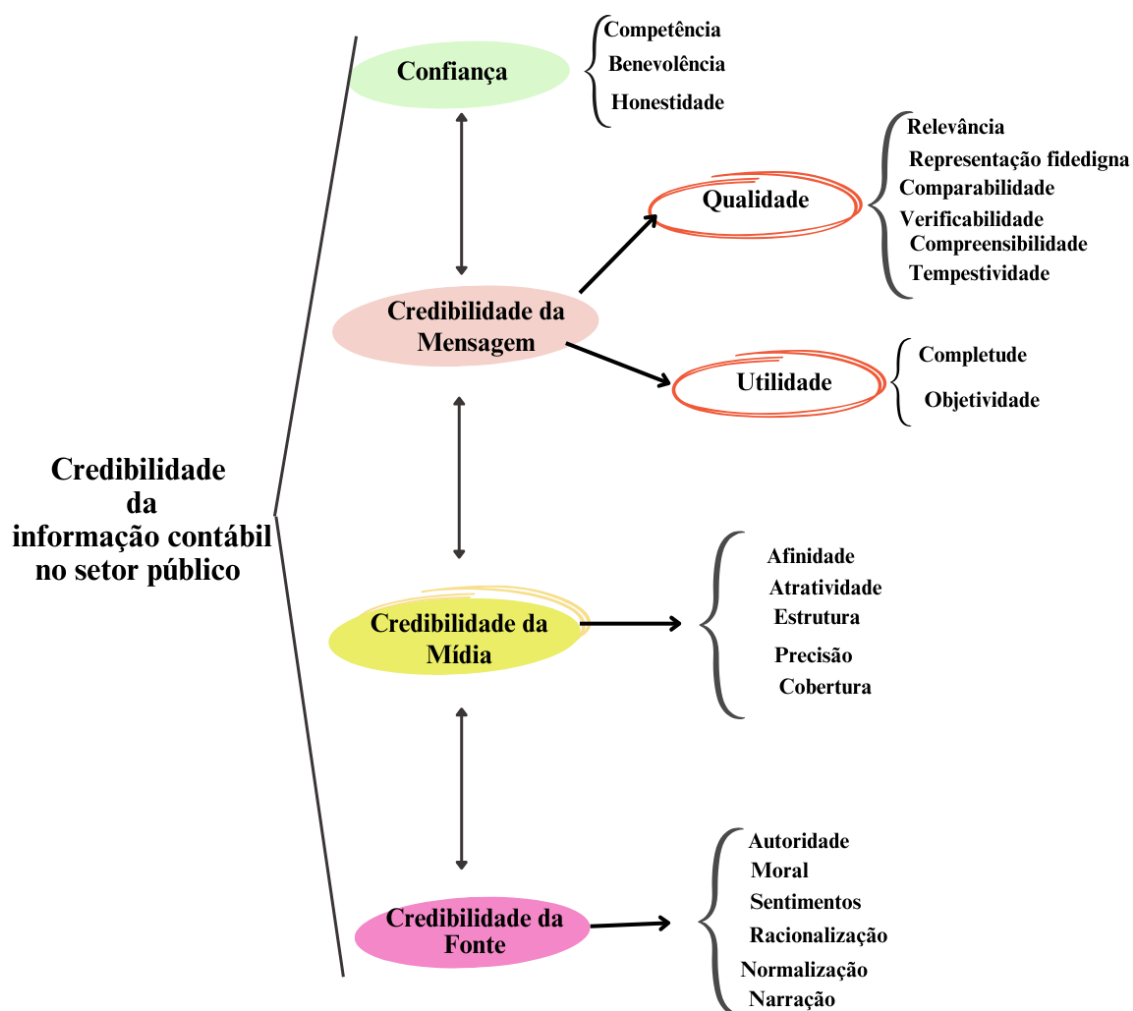 Credibilidade
da
informação contábil
no setor público
Confiança
Competência
Benevolência
Honestidade
Credibilidade da
Mensagem
Qualidade
Relevância
Representação fidedigna
Comparabilidade
Verificabilidade
Compreensibilidade
Tempestividade
Utilidade
Completude
Objetividade
Credibilidade da
Mídia
Afinidade
Atratividade
Estrutura
Precisão
Cobertura
Credibilidade da
Fonte
Autoridade
Moral
Sentimentos
Racionalização
Normalização
Narração